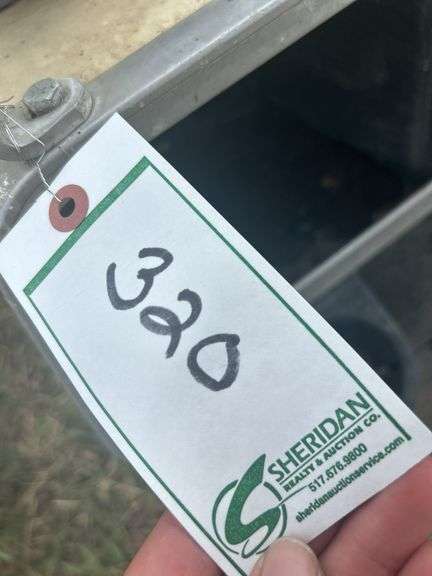 320
SHERIDAN
REALTY & AUCTION CO.
517.676.9800
sheridanauctionservice.com